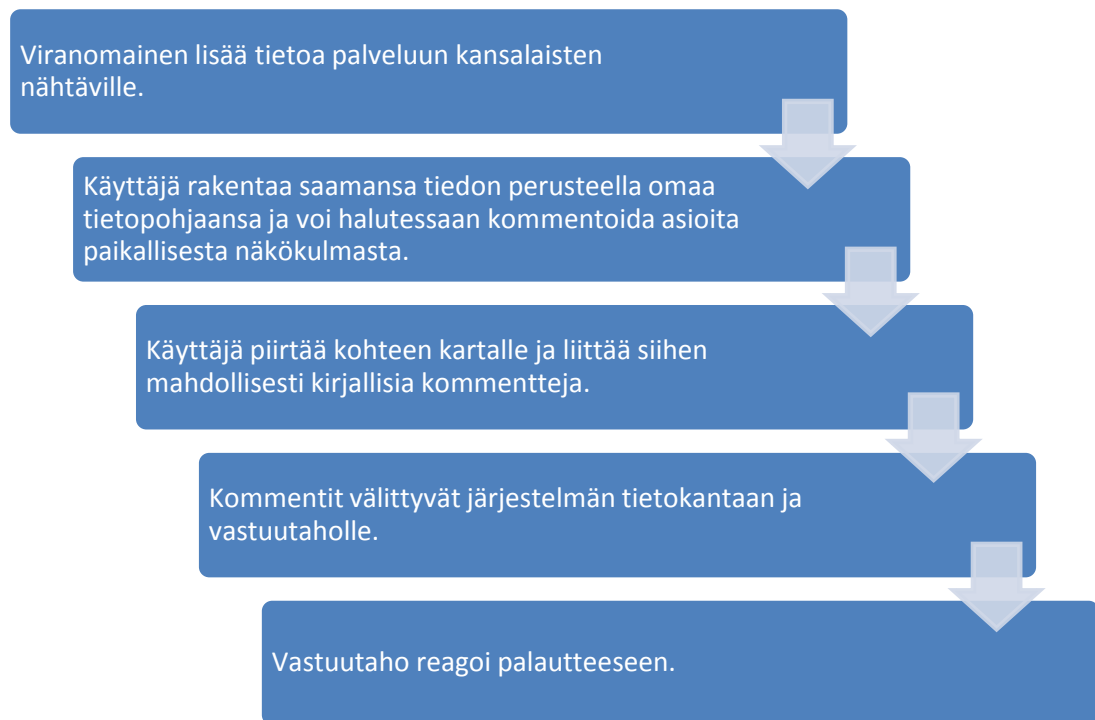 Viranomainen lisää tietoa palveluun kansalaisten
nähtäville.
Käyttäjä rakentaa saamansa tiedon perusteella omaa
tietopohjaansa ja voi halutessaan kommentoida asioita
paikallisesta näkökulmasta.
Käyttäjä piirtää kohteen kartalle ja liittää siihen
mahdollisesti kirjallisia kommentteja.
Kommentit välittyvät järjestelmän tietokantaan ja
vastuutaholle.
Vastuutaho reagoi palautteeseen.